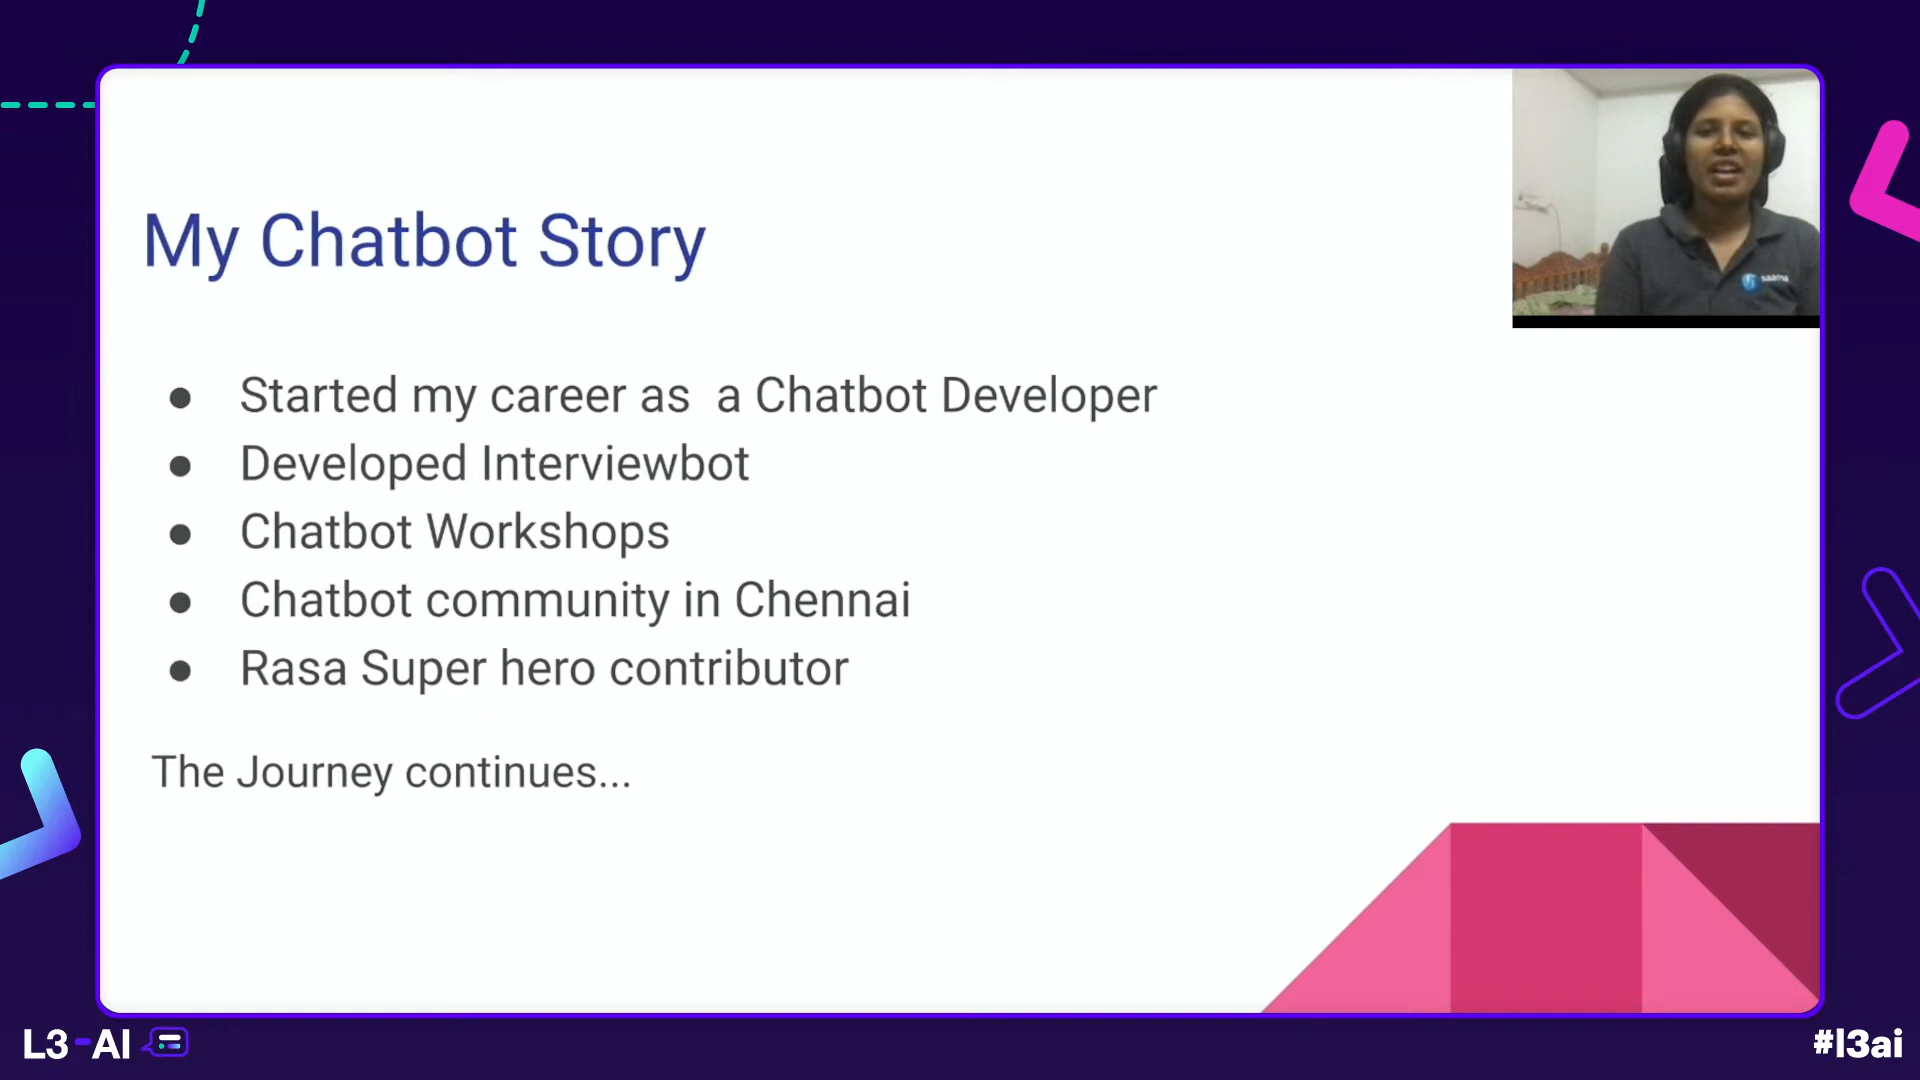 My Chatbot Story
● Started my career as a Chatbot Developer
● Developed Interviewbot
● Chatbot Workshops
● Chatbot community in Chennai
● Rasa Super hero contributor
The Journey continues...
saama
L3-AI
#l3ai